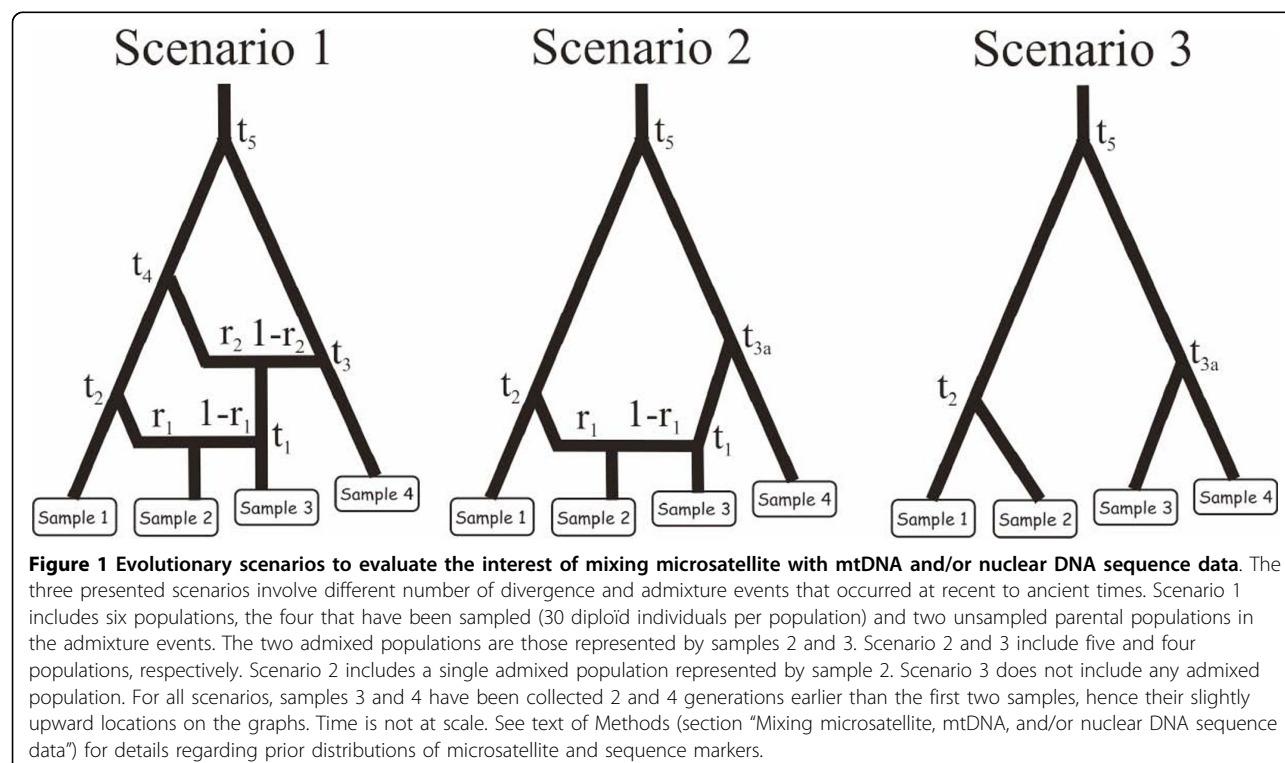 Scenario 1
Scenario 2
Scenario 3
t5
t4
r2 1-r2
t3
t2
r1 1-r1
t1
Sample 1
Sample 2
Sample 3
Sample 4
t5
t3a
t2
r1 1-r1
t1
Sample 1
Sample 2
Sample 3
Sample 4
t5
t3a
t2
Sample 1
Sample 2
Sample 3
Sample 4
Figure 1 Evolutionary scenarios to evaluate the interest of mixing microsatellite with mtDNA and/or nuclear DNA sequence data. The
three presented scenarios involve different number of divergence and admixture events that occurred at recent to ancient times. Scenario 1
includes six populations, the four that have been sampled (30 diploïd individuals per population) and two unsampled parental populations in
the admixture events. The two admixed populations are those represented by samples 2 and 3. Scenario 2 and 3 include five and four
populations, respectively. Scenario 2 includes a single admixed population represented by sample 2. Scenario 3 does not include any admixed
population. For all scenarios, samples 3 and 4 have been collected 2 and 4 generations earlier than the first two samples, hence their slightly
upward locations on the graphs. Time is not at scale. See text of Methods (section "Mixing microsatellite, mtDNA, and/or nuclear DNA sequence
data") for details regarding prior distributions of microsatellite and sequence markers.